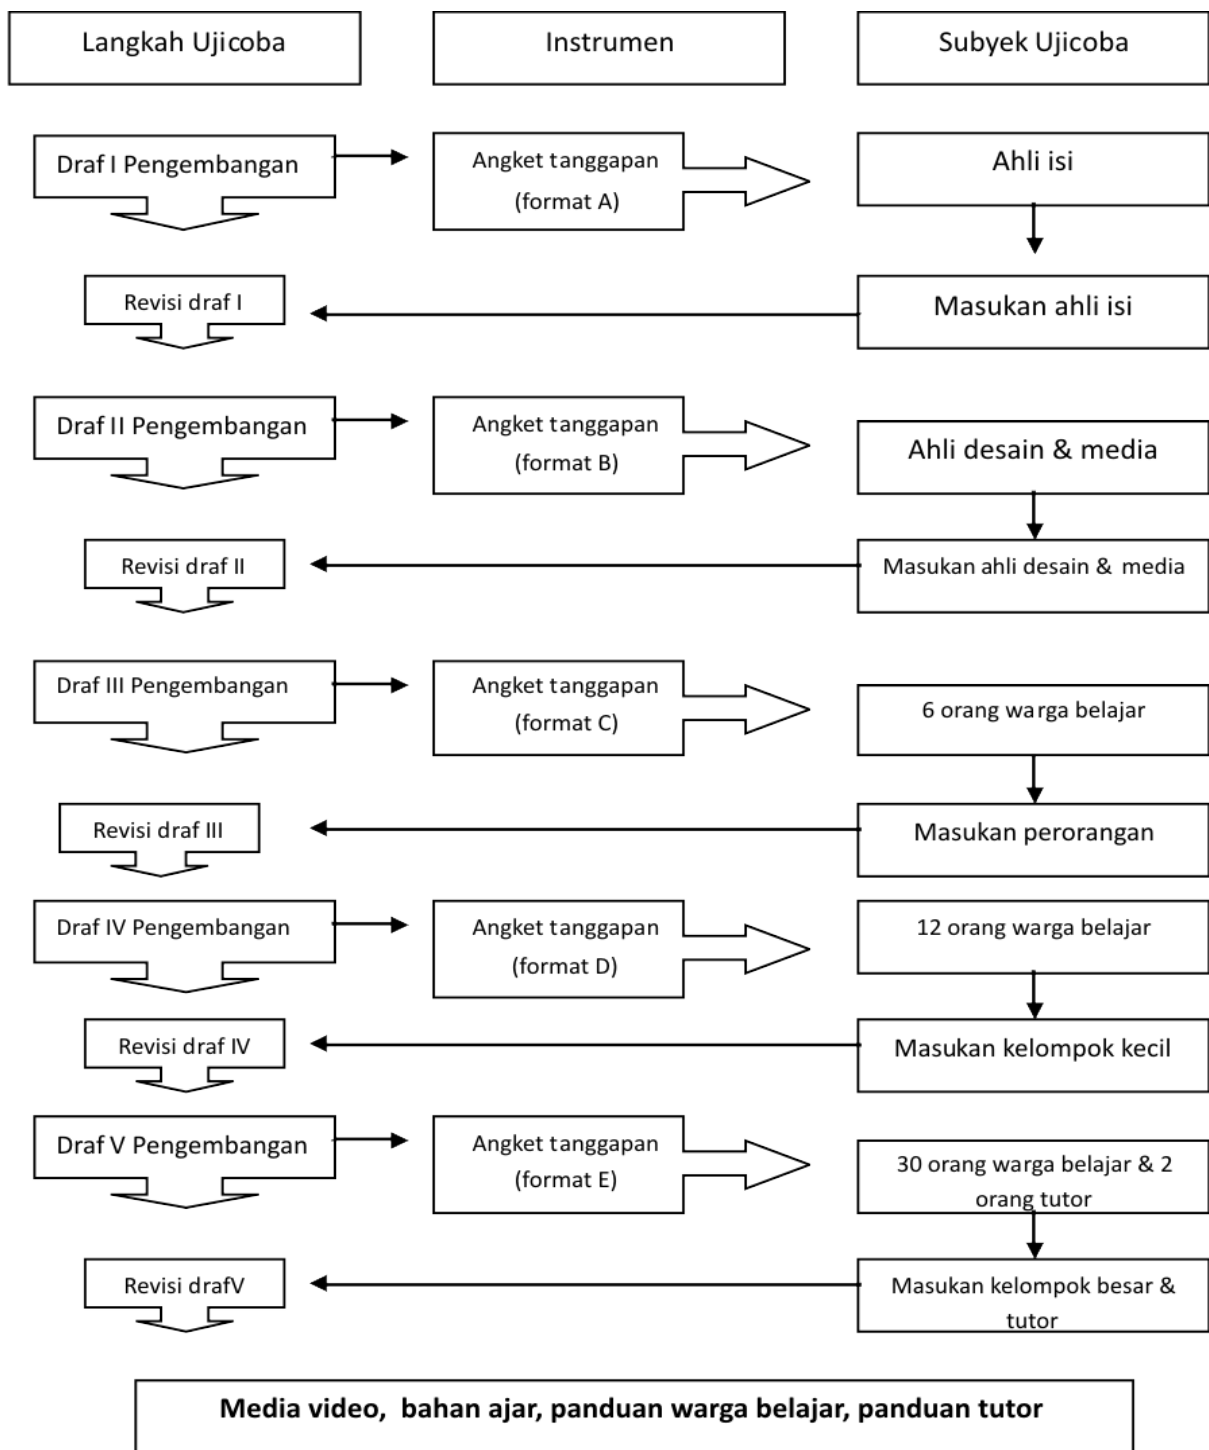 Langkah Ujicoba
Instrumen
Subyek Ujicoba
Draf I Pengembangan
Angket tanggapan
(format A)
Ahli isi
Revisi draf I
Masukan ahli isi
Draf II Pengembangan
Angket tanggapan
(format B)
Ahli desain & media
Revisi draf II
Masukan ahli desain & media
Draf III Pengembangan
Angket tanggapan
(format C)
6 orang warga belajar
Revisi draf III
Masukan perorangan
Draf IV Pengembangan
Angket tanggapan
(format D)
12 orang warga belajar
Revisi draf IV
Masukan kelompok kecil
Draf V Pengembangan
Angket tanggapan
(format E)
30 orang warga belajar & 2
orang tutor
Revisi drafV
Masukan kelompok besar &
tutor
Media video, bahan ajar, panduan warga belajar, panduan tutor